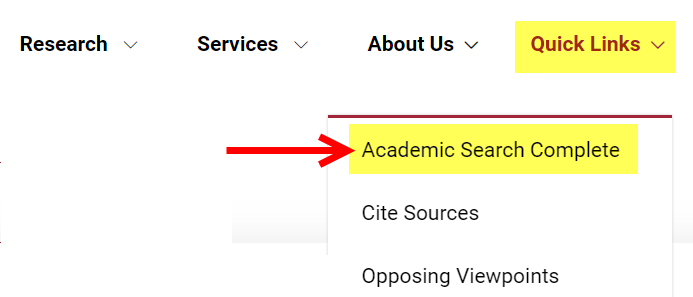 Research Services About Us Quick Links
Academic Search Complete
Cite Sources
Opposing Viewpoints